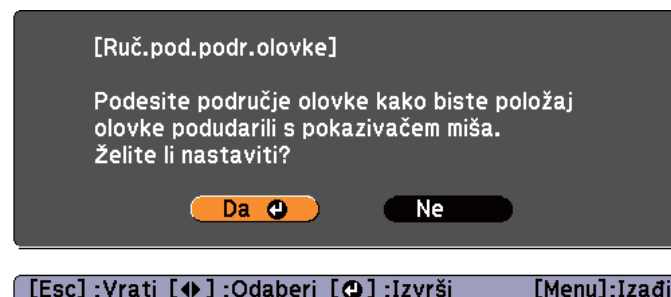 [Ruč.pod.podr.olovke]
Podesite područje olovke kako biste položaj
olovke podudarili s pokazivačem miša.
Želite li nastaviti?
Da Ne
[Esc] :Vrati [◆] :Odaberi [↵] :Izvrši [Menu]:Izađi